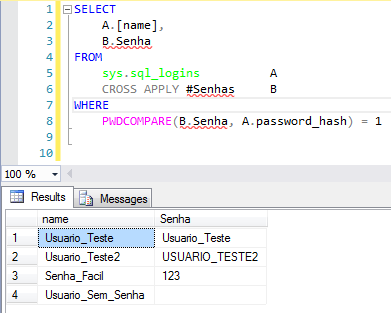 1 SELECT
2 A.[name],
3 B.Senha
4 FROM
5 sys.sql_logins A
6 CROSS APPLY #Senhas B
7 WHERE
8 PWDCOMPARE(B.Senha, A.password_hash) = 1
9
10
100 %
Results Messages
name Senha
1 Usuario_Teste Usuario_Teste
2 Usuario_Teste2 USUARIO_TESTE2
3 Senha_Facil 123
4 Usuario_Sem_Senha